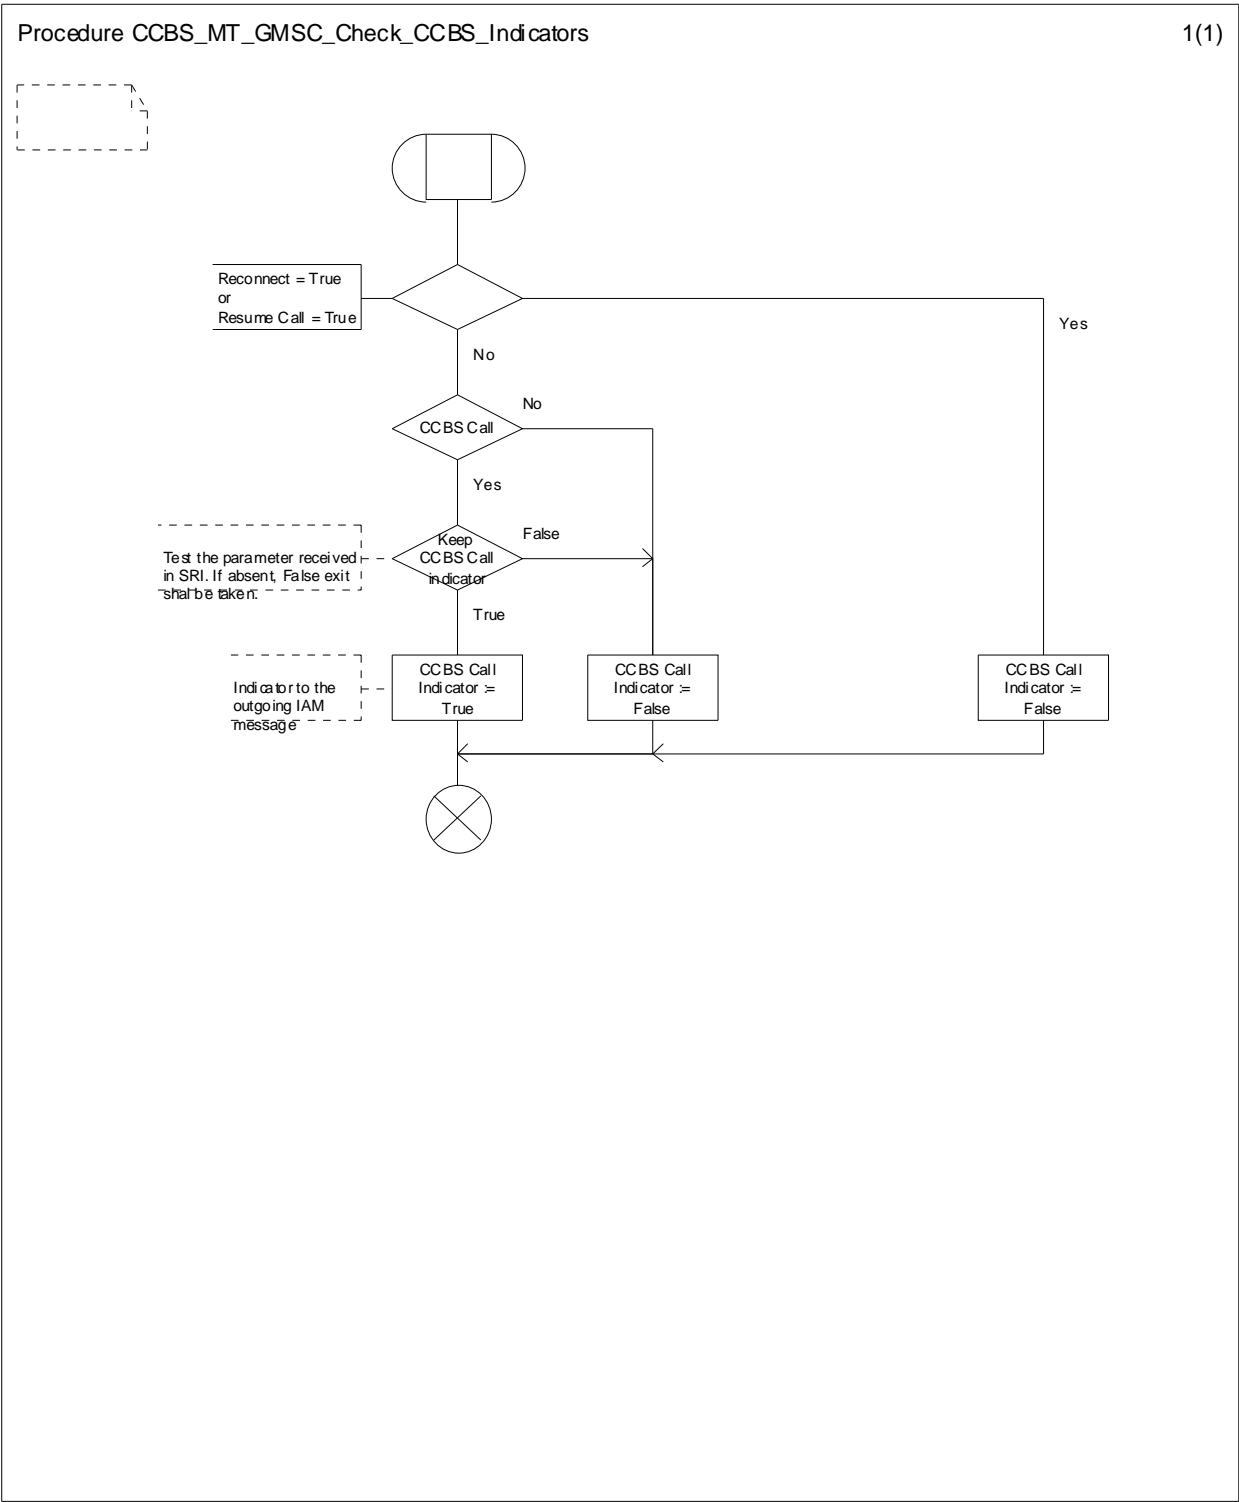 Procedure CCBS_MT_GMSC_Check_CCBS_Indicators
1(1)
Reconnect = True
or
Resume Call = True
Yes
No
No
CCBS Call
Yes
False
Keep
CCBS Call
indicator
Test the parameter received
in SRI. If absent, False exit
shal be taken.
True
CCBS Call
Indicator :=
True
CCBS Call
Indicator :=
False
CCBS Call
Indicator :=
False
Indicator to the
outgoing IAM
message